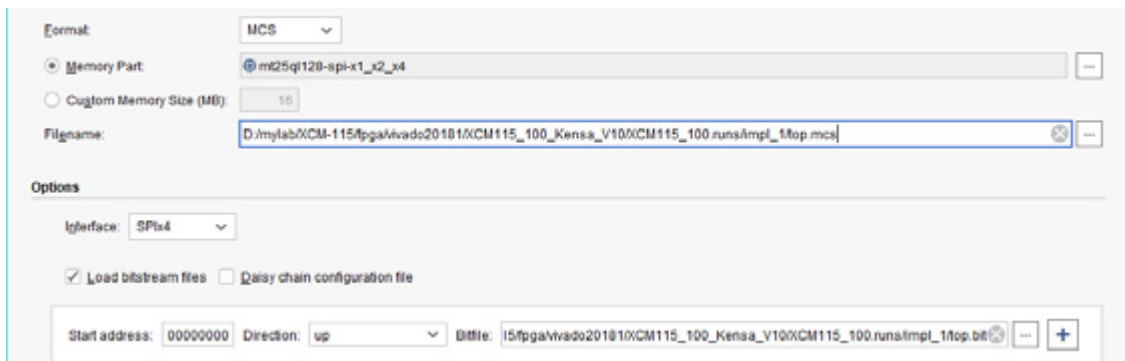 Format: MCS
Memory Part: mt25ql128-spi-x1_x2_x4 ...
Custom Memory Size (MB): 16
Filename: D:/mylab/XCM-115/fpga/vivado20181/XCM115_100_Kensa_V10/XCM115_100.runs/impl_1/top.mcs ...
Options
Interface: SPIx4
Load bitstream files Daisy chain configuration file
Start address: 00000000 Direction: up Bitfile: 15/fpga/vivado20181/XCM115_100_Kensa_V10/XCM115_100.runs/impl_1/top.bit ... +